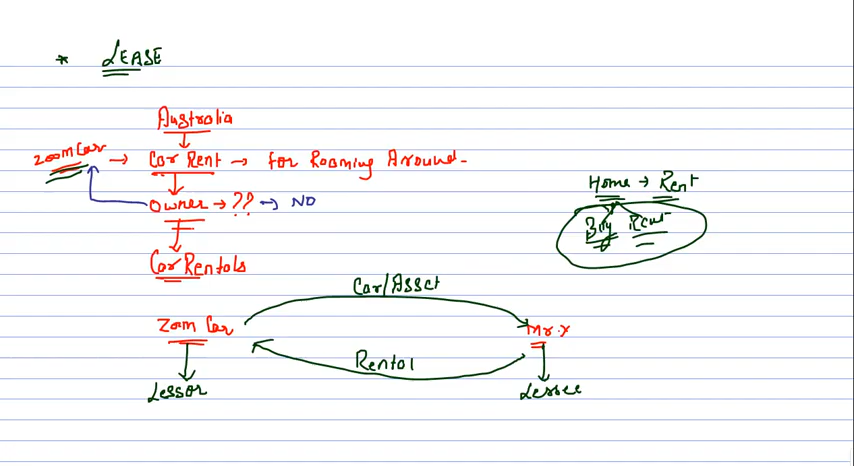 * LEASE
Australia
Zoom Car → Car Rent → for Roaming Around.
Home → Rent
Owner → ?? → NO
Buy Rent
Car Rentals
Car/Asset
Zoom Car
Mr. X
Rental
Lessor
Lessee